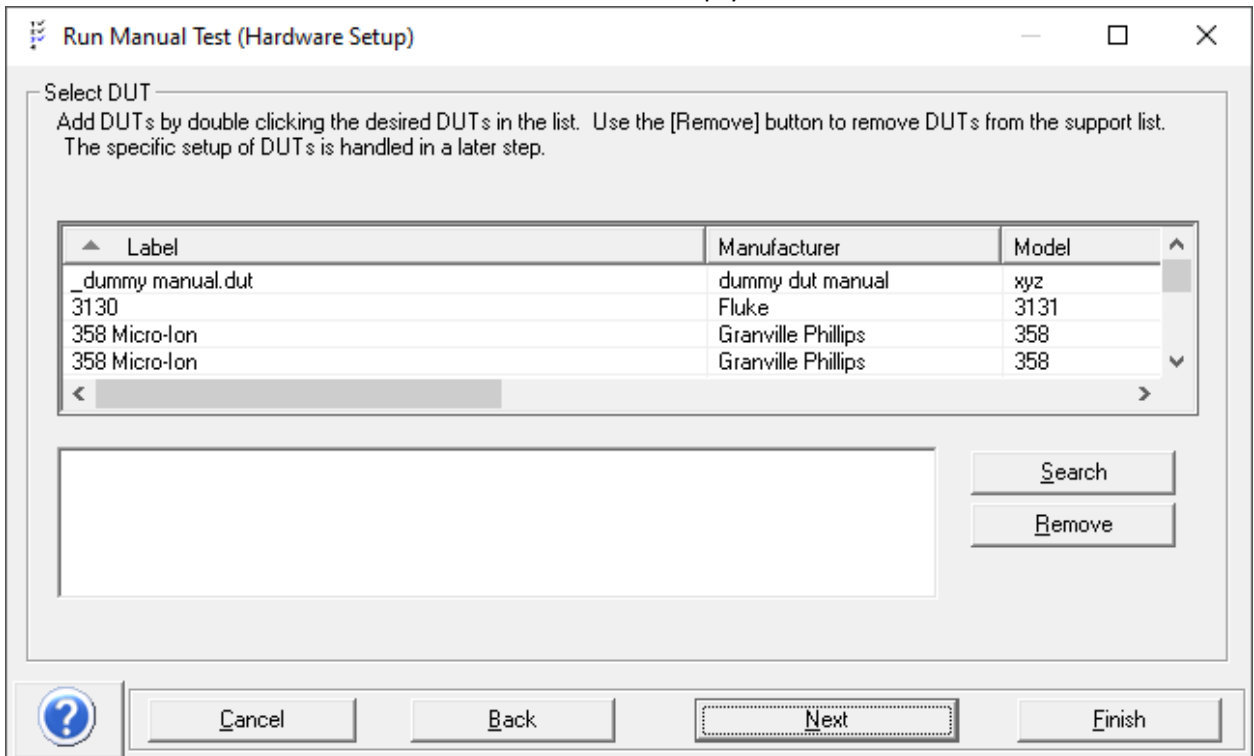 Run Manual Test (Hardware Setup)
Select DUT
Add DUTs by double clicking the desired DUTs in the list.  Use the [Remove] button to remove DUTs from the support list.
The specific setup of DUTs is handled in a later step.
Label Manufacturer Model
_dummy manual.dut dummy dut manual xyz
3130 Fluke 3131
358 Micro-Ion Granville Phillips 358
358 Micro-Ion Granville Phillips 358
Search
Remove
? Cancel Back Next Finish